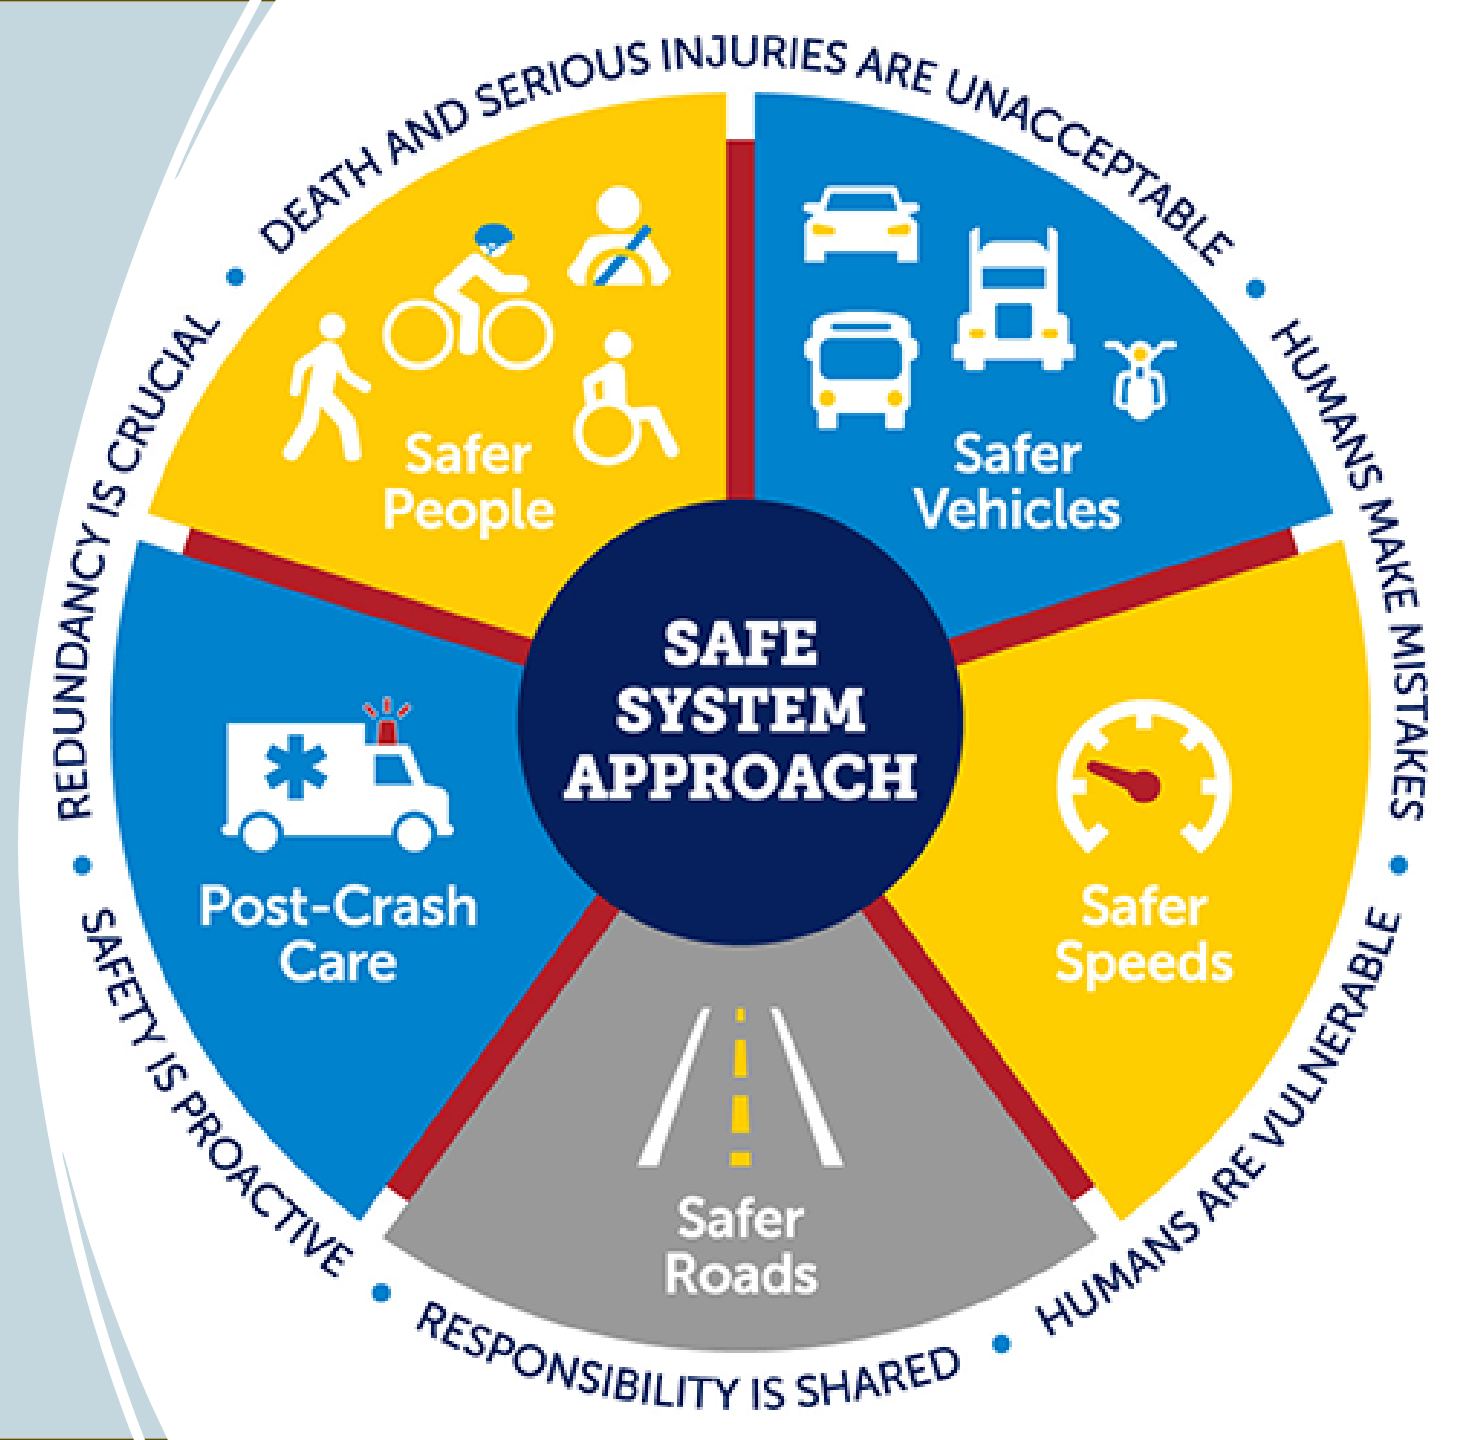 DEATH AND SERIOUS INJURIES ARE UNACCEPTABLE
HUMANS MAKE MISTAKES
HUMANS ARE VULNERABLE
RESPONSIBILITY IS SHARED
SAFETY IS PROACTIVE
REDUNDANCY IS CRUCIAL
Safer
People
Safer
Vehicles
SAFE
SYSTEM
APPROACH
Post-Crash
Care
Safer
Speeds
Safer
Roads